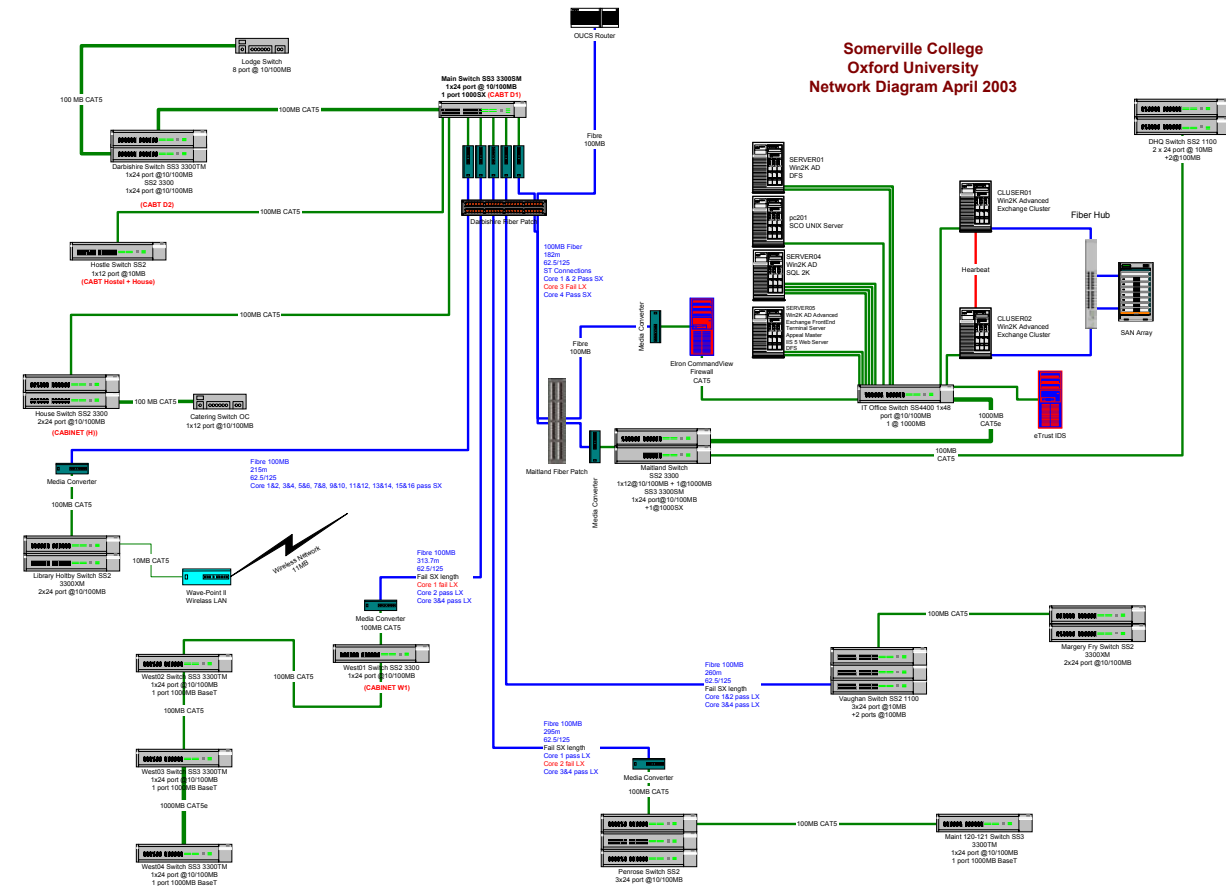 OUCS Router
Somerville College
Oxford University
Network Diagram April 2003
Lodge Switch
8 port @ 10/100MB
Main Switch SS3 3300SM
1x24 port @ 10/100MB
1 port 1000SX (CABT D1)
100 MB CAT5
100MB CAT5
Fibre
100MB
DHQ Switch SS2 1100
2 x 24 port @ 10MB
+2@100MB
Darbishire Switch SS3 3300TM
1x24 port @10/100MB
SS2 3300
1x24 port @10/100MB
(CABT D2)
SERVER01
Win2K AD
DFS
pc201
SCO UNIX Server
SERVER04
Win2K AD
SQL 2K
SERVER05
Win2K AD Advanced
Exchange FrontEnd
Terminal Server
Appeal Master
IIS 5 Web Server
DFS
CLUSER01
Win2K Advanced
Exchange Cluster
Fiber Hub
Hearbeat
CLUSER02
Win2K Advanced
Exchange Cluster
SAN Array
100MB CAT5
Darbishire Fiber Patch
Hostle Switch SS2
1x12 port @10MB
(CABT Hostel + House)
100MB Fiber
182m
62.5/125
ST Connections
Core 1 & 2 Pass SX
Core 3 Fail LX
Core 4 Pass SX
100MB CAT5
Fibre
100MB
Media Converter
Elron CommandView
Firewall
CAT5
House Switch SS2 3300
2x24 port @10/100MB
(CABINET (H))
100 MB CAT5
Catering Switch OC
1x12 port @10/100MB
IT Office Switch SS4400 1x48
port @10/100MB
1 @ 1000MB
1000MB
CAT5e
eTrust IDS
100MB
CAT5
Maitland Fiber Patch
Media Converter
Maitland Switch
SS2 3300
1x12@10/100MB + 1@1000MB
SS3 3300SM
1x24 port@10/100MB
+1@1000SX
Fibre 100MB
215m
62.5/125
Core 1&2, 3&4, 5&6, 7&8, 9&10, 11&12, 13&14, 15&16 pass SX
Media Converter
100MB CAT5
Library Holtby Switch SS2
3300XM
2x24 port @10/100MB
10MB CAT5
Wave-Point II
Wirelass LAN
Wireless Network
11MB
Fibre 100MB
313.7m
62.5/125
Fail SX length
Core 1 fail LX
Core 2 pass LX
Core 3&4 pass LX
Media Converter
100MB CAT5
West01 Switch SS2 3300
1x24 port @10/100MB
(CABINET W1)
West02 Switch SS3 3300TM
1x24 port @10/100MB
1 port 1000MB BaseT
100MB CAT5
100MB CAT5
West03 Switch SS3 3300TM
1x24 port @10/100MB
1 port 1000MB BaseT
1000MB CAT5e
West04 Switch SS3 3300TM
1x24 port @10/100MB
1 port 1000MB BaseT
Fibre 100MB
260m
62.5/125
Fail SX length
Core 1&2 pass LX
Core 3&4 pass LX
Vaughan Switch SS2 1100
3x24 port @10MB
+2 ports @100MB
100MB CAT5
Margery Fry Switch SS2
3300XM
2x24 port @10/100MB
Fibre 100MB
295m
62.5/125
Fail SX length
Core 1 pass LX
Core 2 fail LX
Core 3&4 pass LX
Media Converter
100MB CAT5
Penrose Switch SS2
3x24 port @10/100MB
100MB CAT5
Maint 120-121 Switch SS3
3300TM
1x24 port @10/100MB
1 port 1000MB BaseT